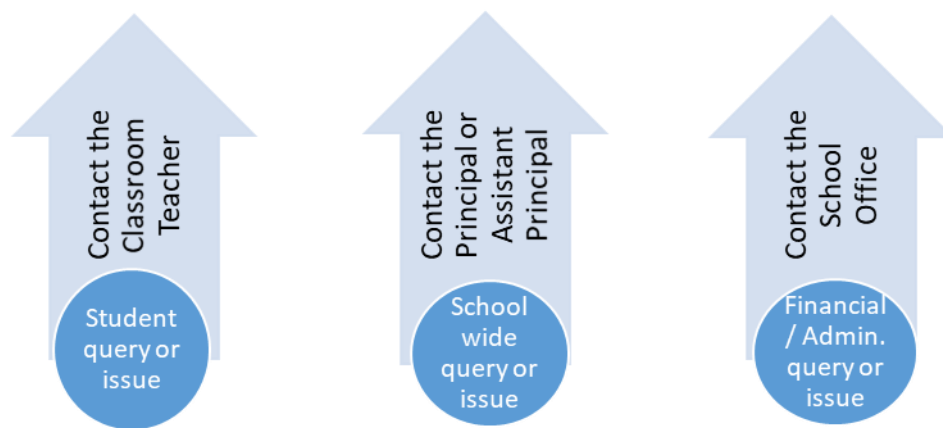 Contact the
Classroom
Teacher
Student
query or
issue
Contact the
Principal or
Assistant
Principal
School
wide
query or
issue
Contact the
School
Office
Financial
/ Admin.
query or
issue